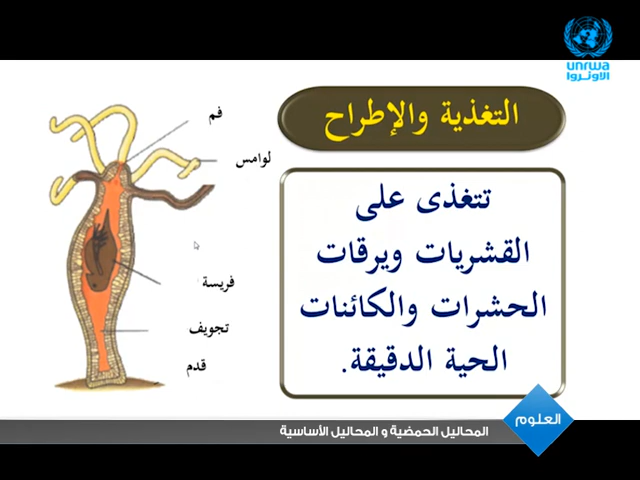 unrwa
الأونروا
التغذية والإطراح
تتغذى على
القشريات ويرقات
الحشرات والكائنات
الحية الدقيقة.
فم
لوامس
فريسة
تجويف
قدم
العلوم
المحاليل الحمضية و المحاليل الأساسية